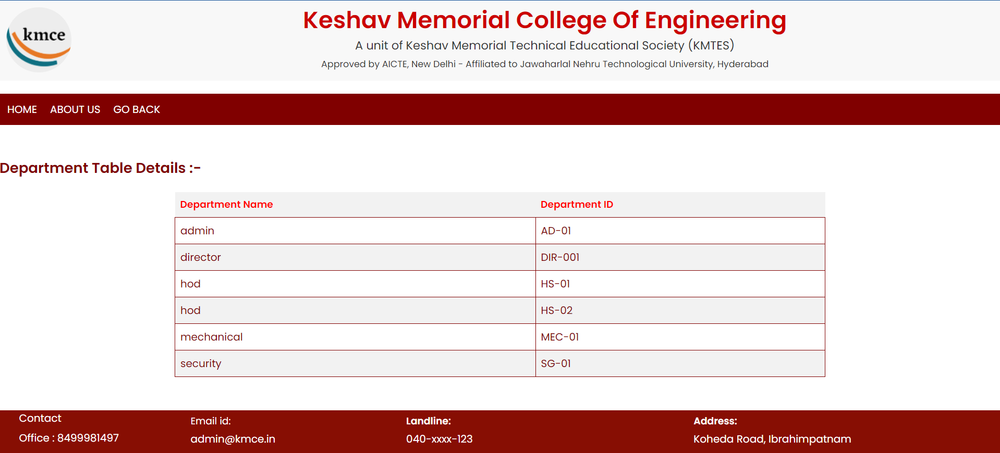 kmce
Keshav Memorial College Of Engineering
A unit of Keshav Memorial Technical Educational Society (KMTES)
Approved by AICTE, New Delhi - Affiliated to Jawaharlal Nehru Technological University, Hyderabad
HOME ABOUT US GO BACK
Department Table Details :-
Department Name Department ID
admin AD-01
director DIR-001
hod HS-01
hod HS-02
mechanical MEC-01
security SG-01
Contact
Office : 8499981497
Email id:
admin@kmce.in
Landline:
040-xxxx-123
Address:
Koheda Road, Ibrahimpatnam